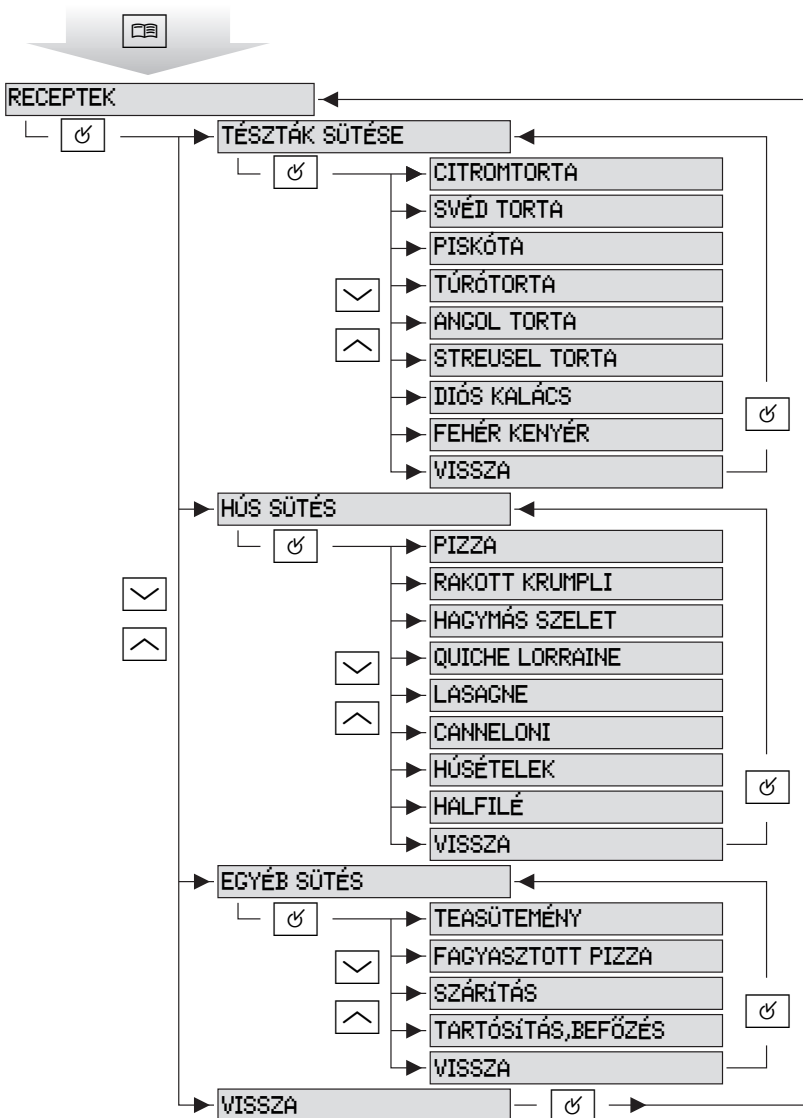 RECEPTEK
TÉSZTÁK SÜTÉSE
CITROMTORTA
SVÉD TORTA
PISKÓTA
TÚRÓTORTA
ANGOL TORTA
STREUSEL TORTA
DIÓS KALÁCS
FEHÉR KENYÉR
VISSZA
HÚS SÜTÉS
PIZZA
RAKOTT KRUMPLI
HAGYMÁS SZELET
QUICHE LORRAINE
LASAGNE
CANNELONI
HÚSÉTELEK
HALFILÉ
VISSZA
EGYÉB SÜTÉS
TEASÜTEMÉNY
FAGYASZTOTT PIZZA
SZÁRíTÁS
TARTÓSíTÁS,BEFŐZÉS
VISSZA
VISSZA